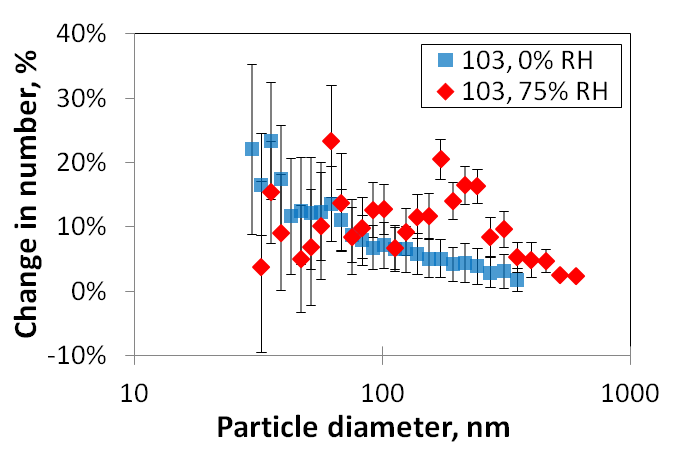 40%
30%
20%
10%
0%
-10%
Change in number, %
103, 0% RH
103, 75% RH
10
100
1000
Particle diameter, nm